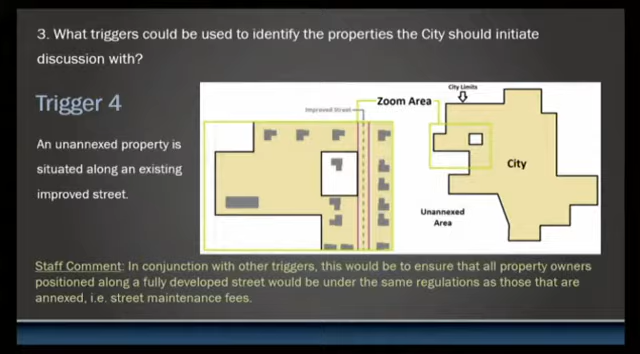 3. What triggers could be used to identify the properties the City should initiate
discussion with?
Trigger 4
An unannexed property is
situated along an existing
improved street.
Improved Street
Zoom Area
City Limits
City
Unannexed
Area
Staff Comment: In conjunction with other triggers, this would be to ensure that all property owners
positioned along a fully developed street would be under the same regulations as those that are
annexed, i.e. street maintenance fees.